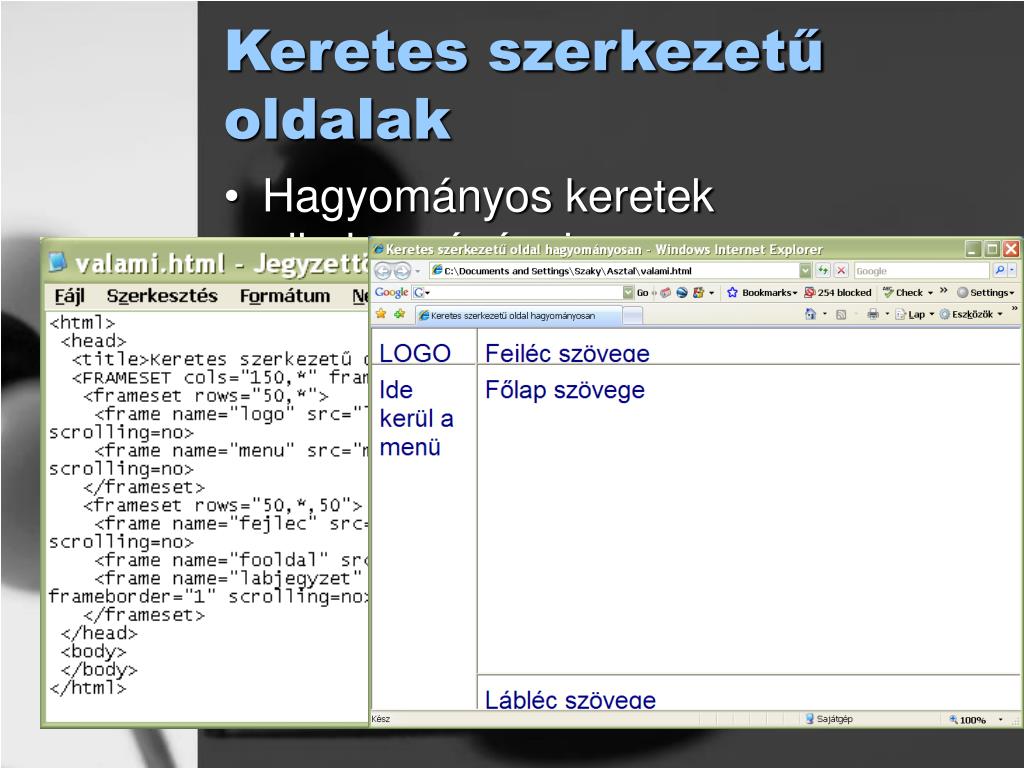 Keretes szerkezetű
oldalak
• Hagyományos keretek
valami.html - Jegyzettö
Fájl Szerkesztés Formátum
<html>
<head>
<title>Keretes szerkezetű
<FRAMESET cols="150,*"
<frameset rows="50,*">
<frame name="logo"
scrolling=no>
<frame name="menu"
scrolling=no>
</frameset>
<frameset rows="50,*,50">
<frame name="fejlec"
scrolling=no>
<frame name="fooldal"
<frame name="labjegyzet"
frameborder="1" scrolling=no>
</frameset>
</head>
<body>
</body>
</html>
Keretes szerkezetű oldal hagyományosan - Windows Internet Explorer
C:\Documents and Settings\Szaky\Asztal\valami.html
Google
Google G Go Bookmarks 254 blocked Check » Settings
Keretes szerkezetű oldal hagyományosan Lap Eszközök »
LOGO
Fejléc szövege
Ide
kerül a
menü
Főlap szövege
Lábléc szövege
Kész Sajátgép 100%